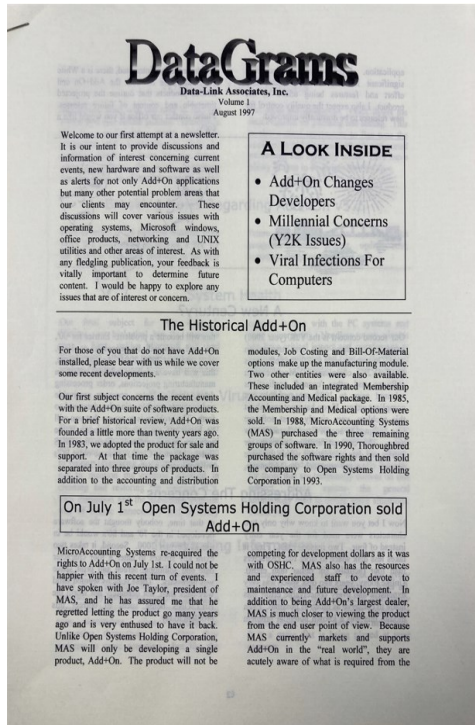 DataGrams
Data-Link Associates, Inc.
Volume 1
August 1997
Welcome to our first attempt at a newsletter.
It is our intent to provide discussions and
information of interest concerning current
events, new hardware and software as well
as alerts for not only Add+On applications
but many other potential problem areas that
our clients may encounter. These
discussions will cover various issues with
operating systems, Microsoft windows,
office products, networking and UNIX
utilities and other areas of interest. As with
any fledgling publication, your feedback is
vitally important to determine future
content. I would be happy to explore any
issues that are of interest or concern.
A LOOK INSIDE
• Add+On Changes
Developers
• Millennial Concerns
(Y2K Issues)
• Viral Infections For
Computers
The Historical Add+On
For those of you that do not have Add+On
installed, please bear with us while we cover
some recent developments.
Our first subject concerns the recent events
with the Add+On suite of software products.
For a brief historical review, Add+On was
founded a little more than twenty years ago.
In 1983, we adopted the product for sale and
support. At that time the package was
separated into three groups of products. In
addition to the accounting and distribution
modules, Job Costing and Bill-Of-Material
options make up the manufacturing module.
Two other entities were also available.
These included an integrated Membership
Accounting and Medical package. In 1985,
the Membership and Medical options were
sold. In 1988, MicroAccounting Systems
(MAS) purchased the three remaining
groups of software. In 1990, Thoroughbred
purchased the software rights and then sold
the company to Open Systems Holding
Corporation in 1993.
On July 1st Open Systems Holding Corporation sold
Add+On
MicroAccounting Systems re-acquired the
rights to Add+On on July 1st. I could not be
happier with this recent turn of events. I
have spoken with Joe Taylor, president of
MAS, and he has assured me that he
regretted letting the product go many years
ago and is very enthused to have it back.
Unlike Open Systems Holding Corporation,
MAS will only be developing a single
product, Add+On. The product will not be
competing for development dollars as it was
with OSHC. MAS also has the resources
and experienced staff to devote to
maintenance and future development. In
addition to being Add+On's largest dealer,
MAS is much closer to viewing the product
from the end user point of view. Because
MAS currently markets and supports
Add+On in the "real world", they are
acutely aware of what is required from the